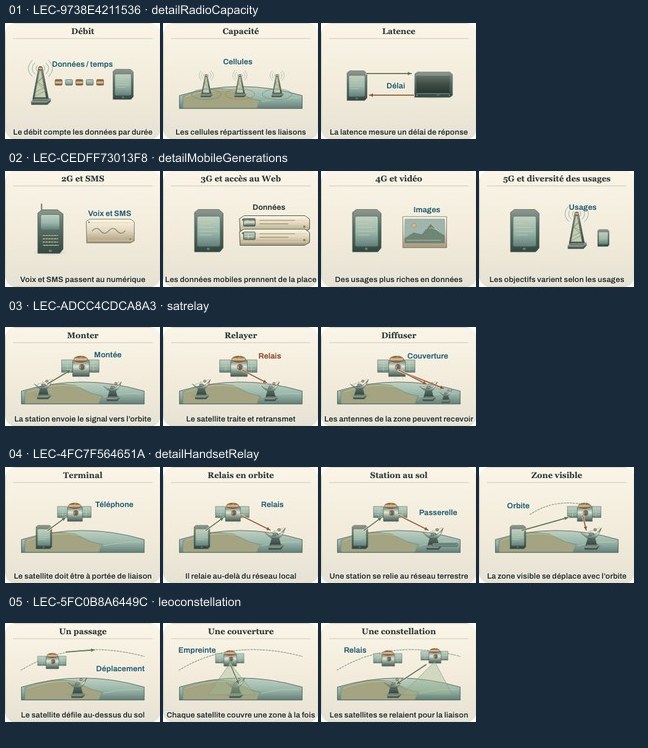 01 · LEC-9738E4211536 · detailRadioCapacity
Débit
Capacité
Latence
Données / temps
Cellules
Délai
Le débit compte les données par durée
Les cellules répartissent les liaisons
La latence mesure un délai de réponse
02 · LEC-CEDFF73013F8 · detailMobileGenerations
2G et SMS
3G et accès au Web
4G et vidéo
5G et diversité des usages
Voix et SMS
Données
Images
Usages
Voix et SMS passent au numérique
Les données mobiles prennent de la place
Des usages plus riches en données
Les objectifs varient selon les usages
03 · LEC-ADCC4CDCA8A3 · satrelay
Monter
Relayer
Diffuser
Montée
Relais
Couverture
La station envoie le signal vers l'orbite
Le satellite traite et retransmet
Les antennes de la zone peuvent recevoir
04 · LEC-4FC7F564651A · detailHandsetRelay
Terminal
Relais en orbite
Station au sol
Zone visible
Téléphone
Relais
Passerelle
Orbite
Le satellite doit être à portée de liaison
Il relaie au-delà du réseau local
Une station se relie au réseau terrestre
La zone visible se déplace avec l'orbite
05 · LEC-5FC0B8A6449C · leoconstellation
Un passage
Une couverture
Une constellation
Déplacement
Empreinte
Relais
Le satellite défile au-dessus du sol
Chaque satellite couvre une zone à la fois
Les satellites se relaient pour la liaison